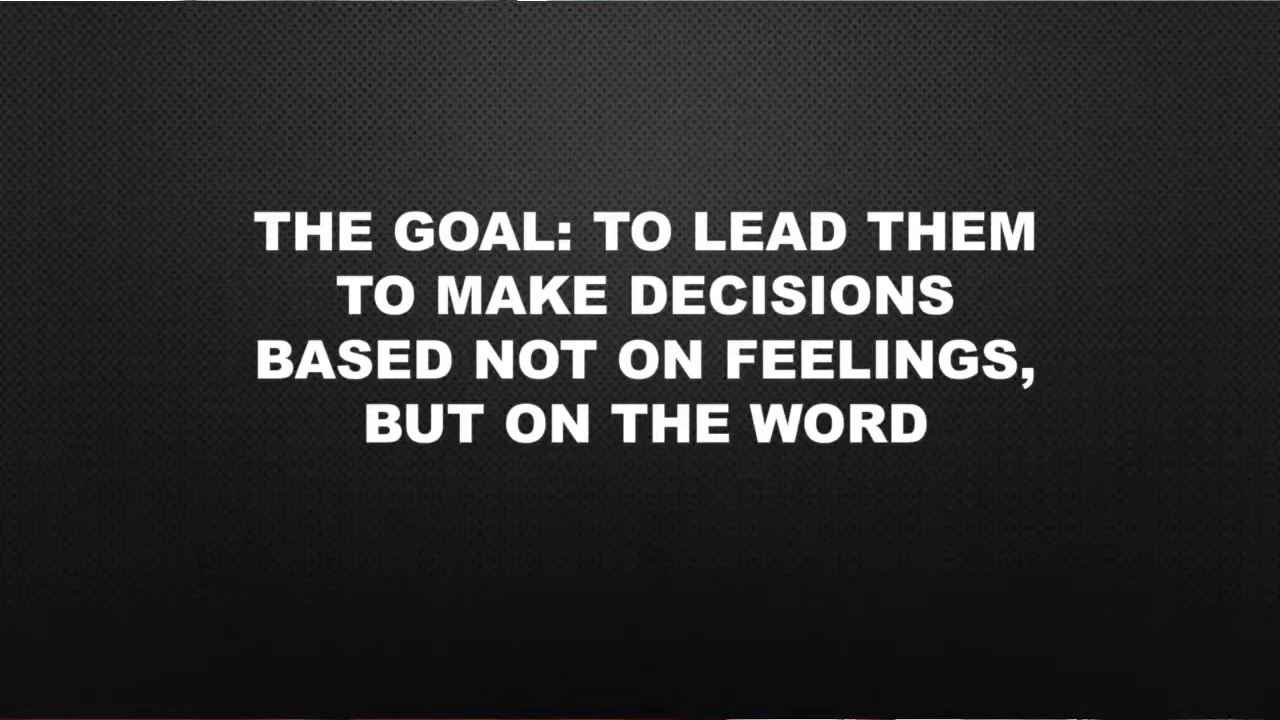 THE GOAL: TO LEAD THEM
TO MAKE DECISIONS
BASED NOT ON FEELINGS,
BUT ON THE WORD